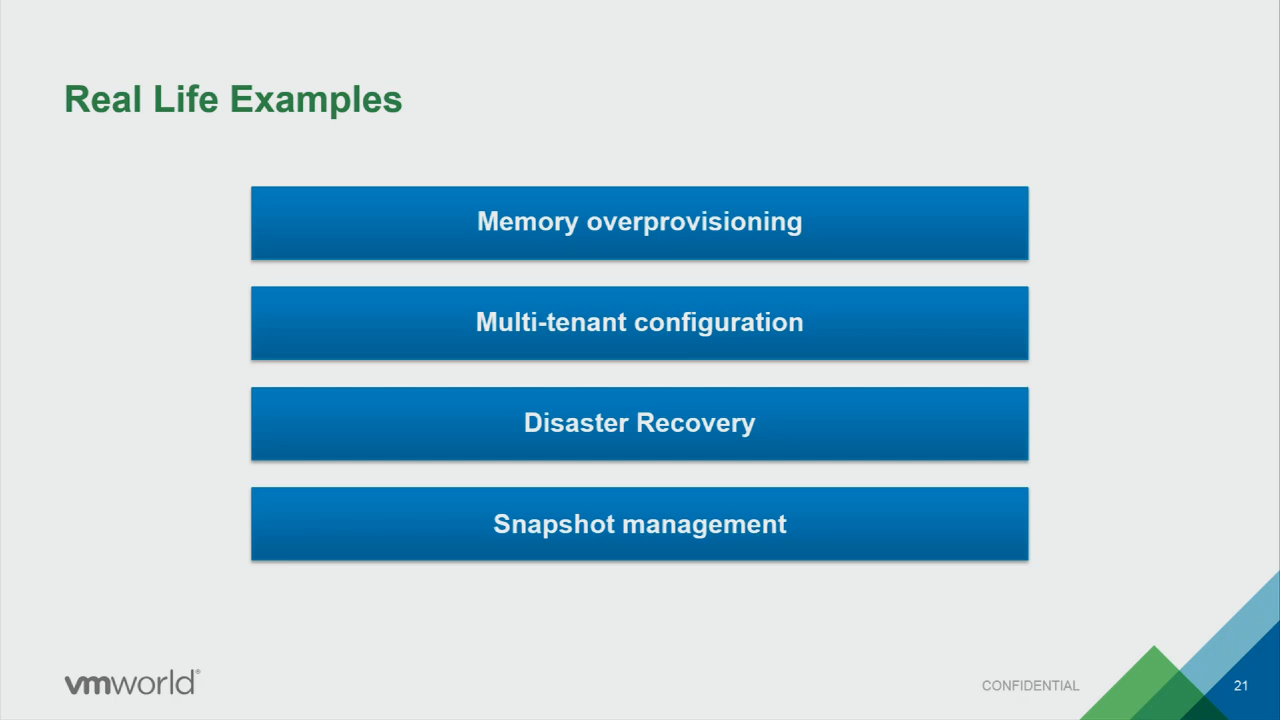 Real Life Examples
Memory overprovisioning
Multi-tenant configuration
Disaster Recovery
Snapshot management
vmworld®
CONFIDENTIAL
21